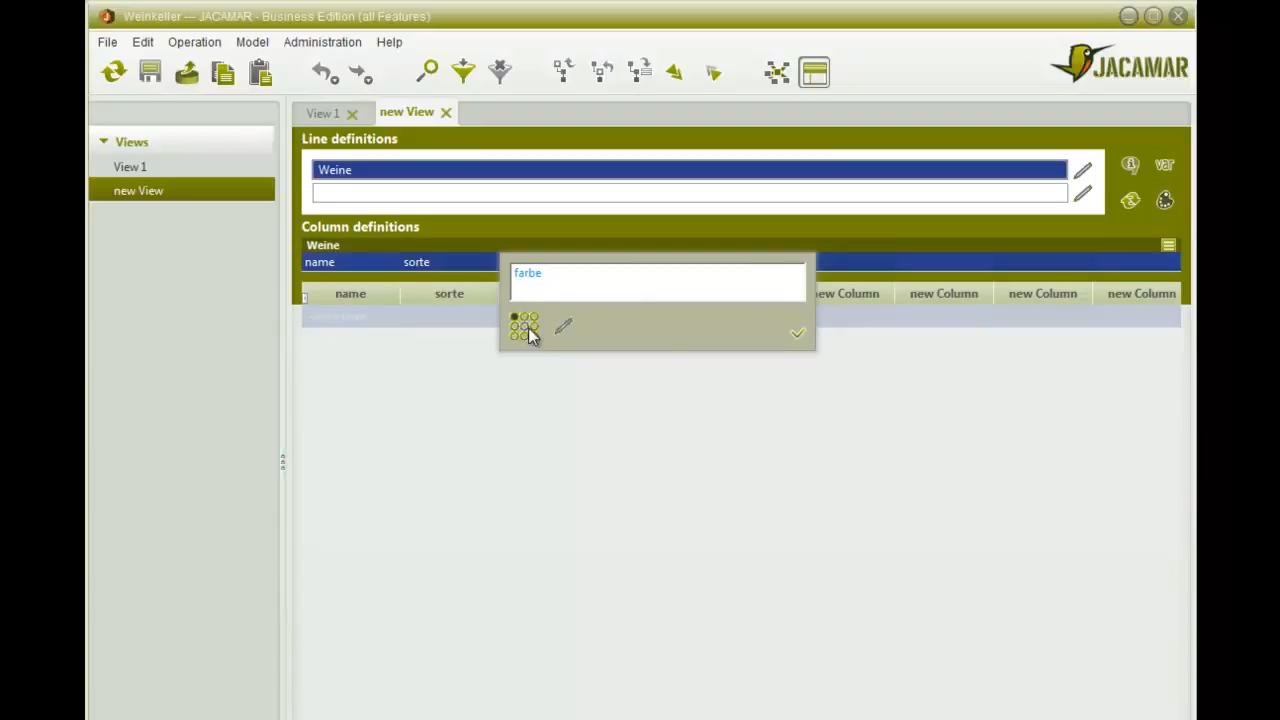 Weinkeller --- JACAMAR - Business Edition (all Features)
File Edit Operation Model Administration Help
JACAMAR
View 1 new View
Views
View 1
new View
Line definitions
Weine
var
Column definitions
Weine
name sorte
farbe
name sorte new Column new Column new Column